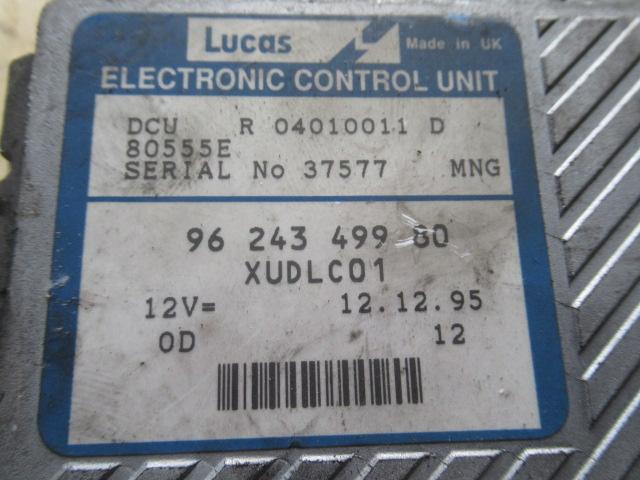 Lucas Made in UK
ELECTRONIC CONTROL UNIT
DCU R 04010011 D
80555E
SERIAL No 37577 MNG
96 243 499 80
XUDLC01
12V= 12.12.95
OD 12